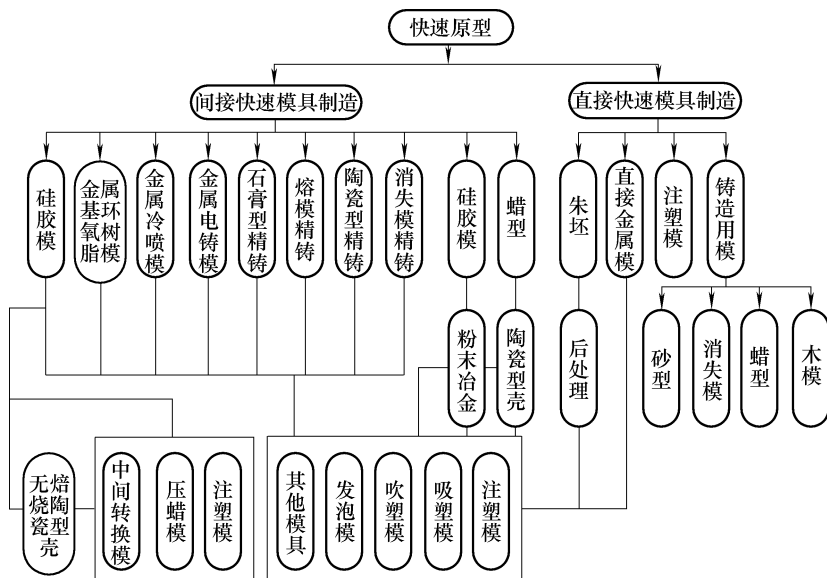 快速原型
间接快速模具制造
直接快速模具制造
硅胶模
金属基环氧树脂模
金属冷喷模
金属电铸模
石膏型精铸
熔模精铸
陶瓷型精铸
消失模精铸
硅胶模
蜡型
朱坯
直接金属模
注塑模
铸造用模
粉末冶金
陶瓷型壳
后处理
砂型
消失模
蜡型
木模
无焙烧陶瓷型壳
中间转换模
压蜡模
注塑模
其他模具
发泡模
吹塑模
吸塑模
注塑模